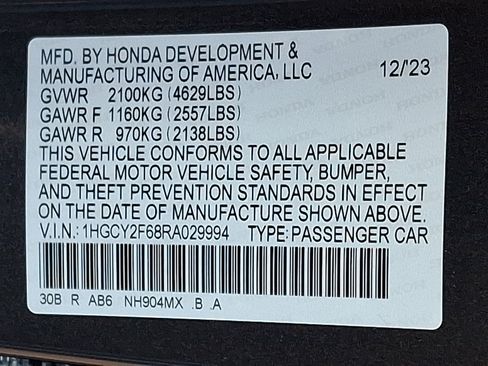 MFD. BY HONDA DEVELOPMENT &
MANUFACTURING OF AMERICA, LLC 12/'23
GVWR 2100KG (4629LBS)
GAWR F 1160KG (2557LBS)
GAWR R 970KG (2138LBS)
THIS VEHICLE CONFORMS TO ALL APPLICABLE
FEDERAL MOTOR VEHICLE SAFETY, BUMPER,
AND THEFT PREVENTION STANDARDS IN EFFECT
ON THE DATE OF MANUFACTURE SHOWN ABOVE.
V.I.N.: 1HGCY2F68RA029994 TYPE: PASSENGER CAR
30B R AB6 NH904MX .B .A